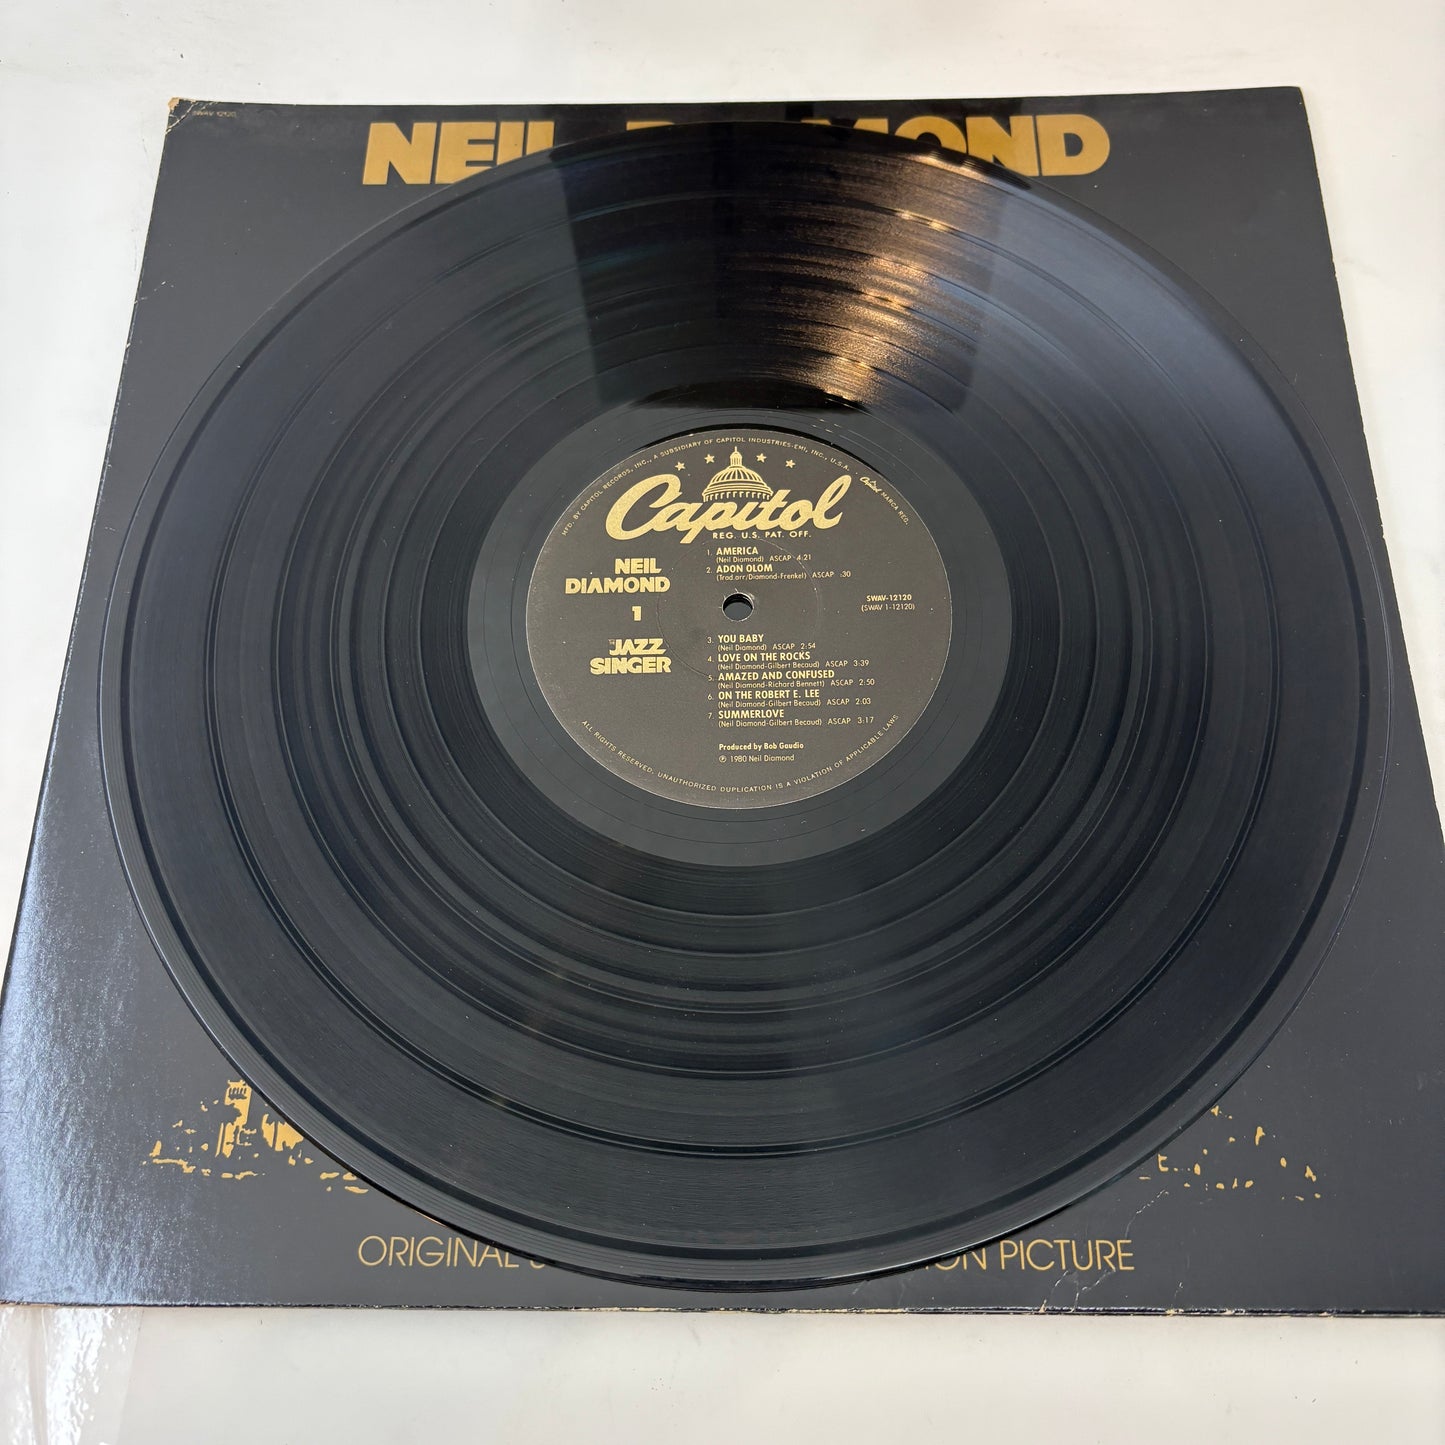 SWAV 12120
NEIL DIAMOND
MFD. BY CAPITOL RECORDS, INC., A SUBSIDIARY OF CAPITOL INDUSTRIES-EMI, INC., U.S.A.
Capitol MARCA REG.
Capitol
REG. U.S. PAT. OFF.
NEIL
DIAMOND
1
THE JAZZ
SINGER
1. AMERICA
(Neil Diamond) ASCAP 4:21
2. ADON OLOM
(Trad.arr/Diamond-Frenkel) ASCAP :30
SWAV-12120
(SWAV 1-12120)
3. YOU BABY
(Neil Diamond) ASCAP 2:54
4. LOVE ON THE ROCKS
(Neil Diamond-Gilbert Becaud) ASCAP 3:39
5. AMAZED AND CONFUSED
(Neil Diamond-Richard Bennett) ASCAP 2:50
6. ON THE ROBERT E. LEE
(Neil Diamond-Gilbert Becaud) ASCAP 2:03
7. SUMMERLOVE
(Neil Diamond-Gilbert Becaud) ASCAP 3:17
Produced by Bob Gaudio
℗ 1980 Neil Diamond
ALL RIGHTS RESERVED. UNAUTHORIZED DUPLICATION IS A VIOLATION OF APPLICABLE LAWS
ORIGINAL PICTURE